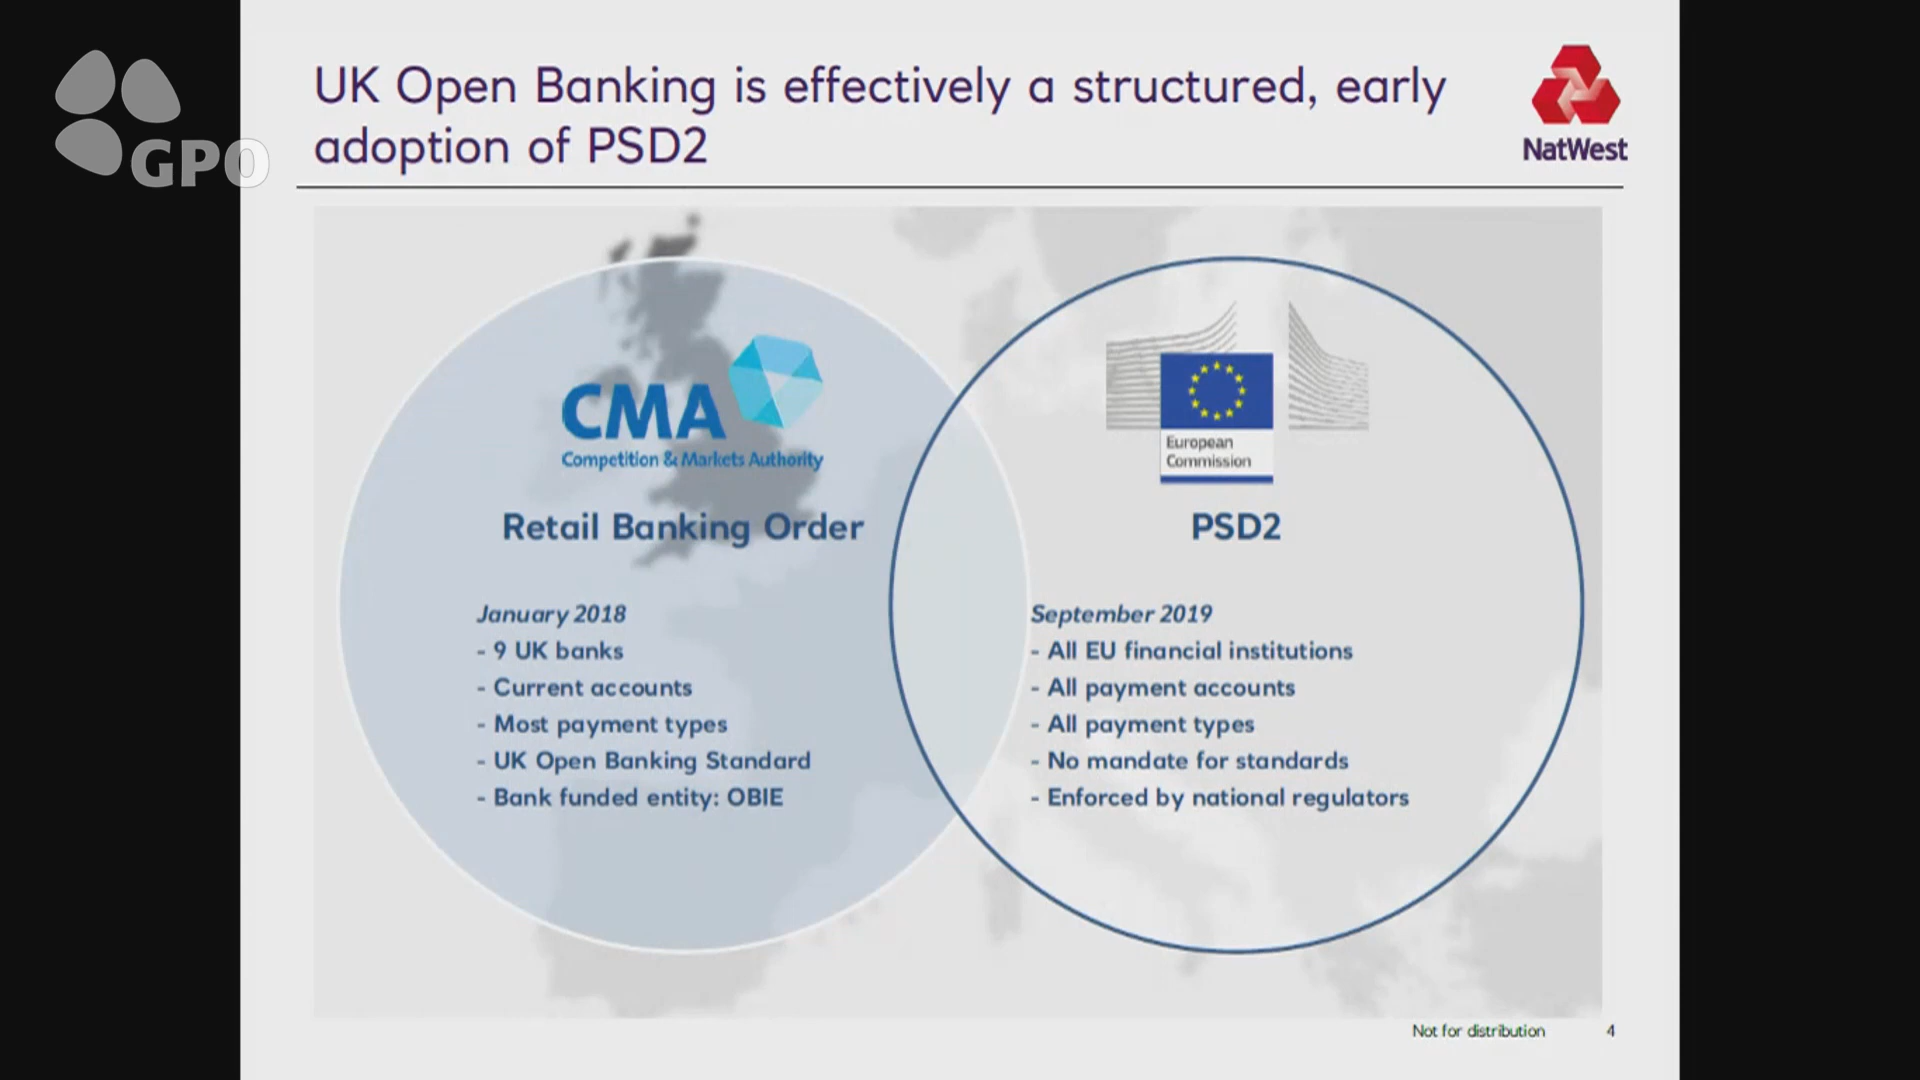 GPO
UK Open Banking is effectively a structured, early
adoption of PSD2
NatWest
CMA
Competition & Markets Authority
Retail Banking Order
January 2018
- 9 UK banks
- Current accounts
- Most payment types
- UK Open Banking Standard
- Bank funded entity: OBIE
European
Commission
PSD2
September 2019
- All EU financial institutions
- All payment accounts
- All payment types
- No mandate for standards
- Enforced by national regulators
Not for distribution
4